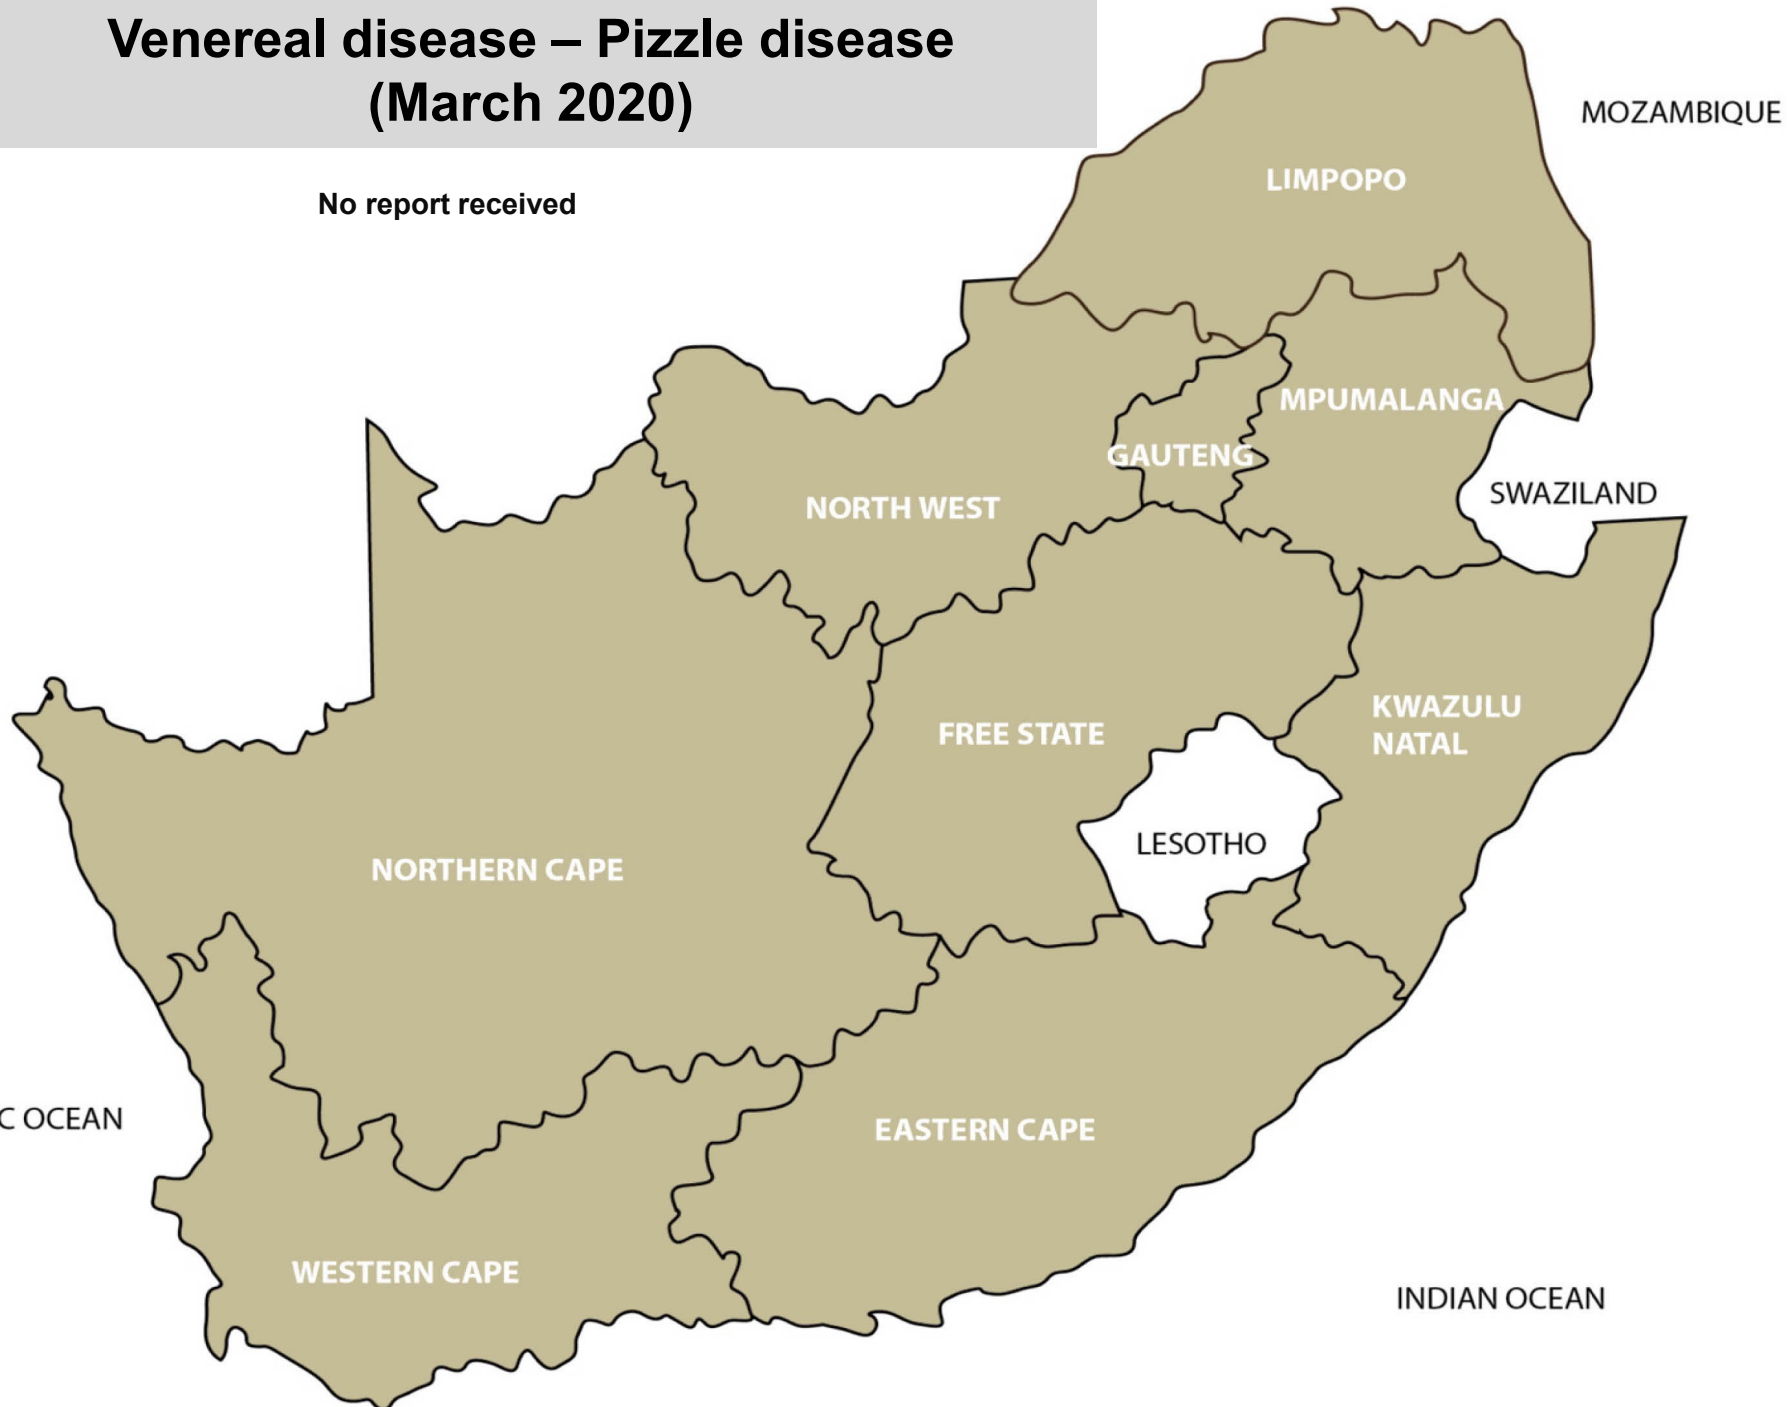 Venereal disease – Pizzle disease
(March 2020)
No report received
MOZAMBIQUE
LIMPOPO
MPUMALANGA
GAUTENG
SWAZILAND
NORTH WEST
KWAZULU
NATAL
FREE STATE
LESOTHO
NORTHERN CAPE
C OCEAN
EASTERN CAPE
WESTERN CAPE
INDIAN OCEAN